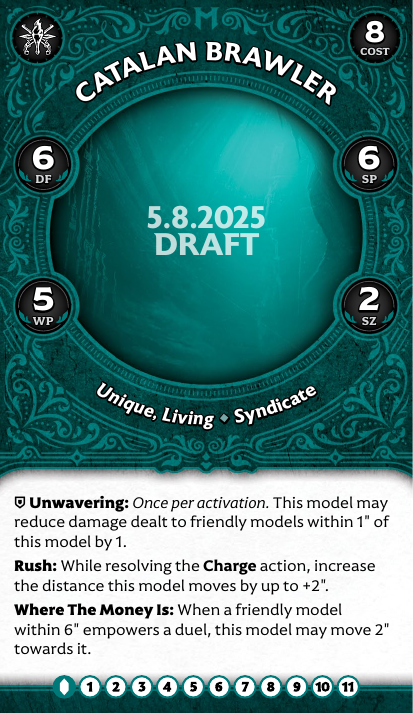 8
COST
CATALAN BRAWLER
6
DF
6
SP
5.8.2025
DRAFT
5
WP
2
SZ
Unique, Living ⬥ Syndicate
Unwavering: Once per activation. This model may
reduce damage dealt to friendly models within 1" of
this model by 1.
Rush: While resolving the Charge action, increase
the distance this model moves by up to +2".
Where The Money Is: When a friendly model
within 6" empowers a duel, this model may move 2"
towards it.
1 2 3 4 5 6 7 8 9 10 11